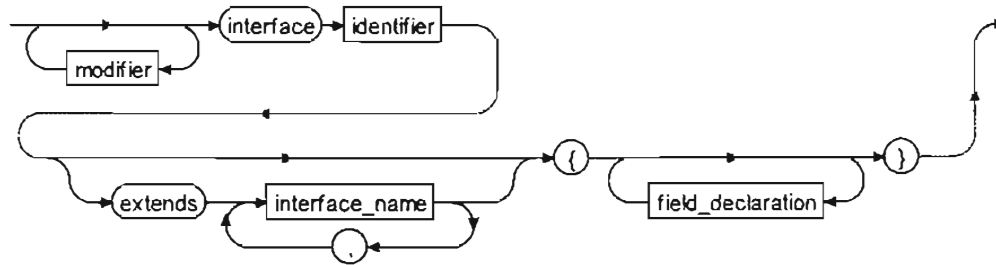 interface identifier
modifier
{ }
extends interface_name field_declaration
,